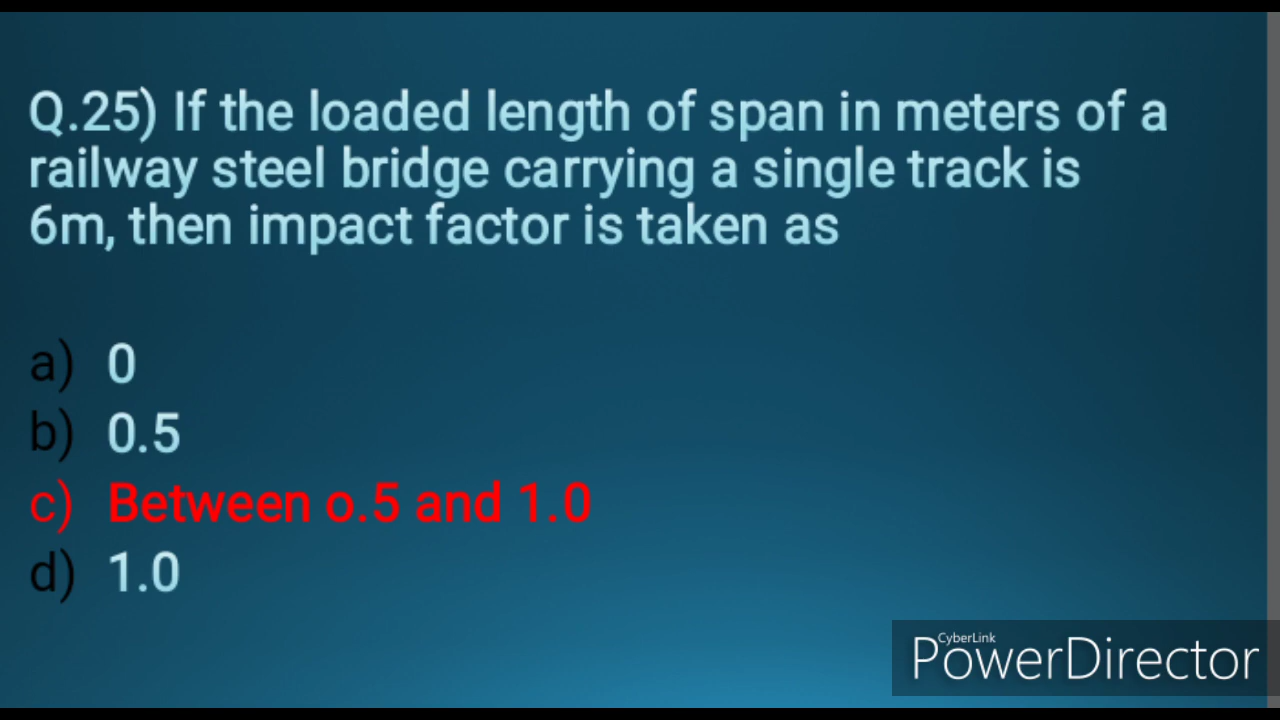 Q.25) If the loaded length of span in meters of a
railway steel bridge carrying a single track is
6m, then impact factor is taken as
a) 0
b) 0.5
c) Between o.5 and 1.0
d) 1.0
CyberLink
PowerDirector